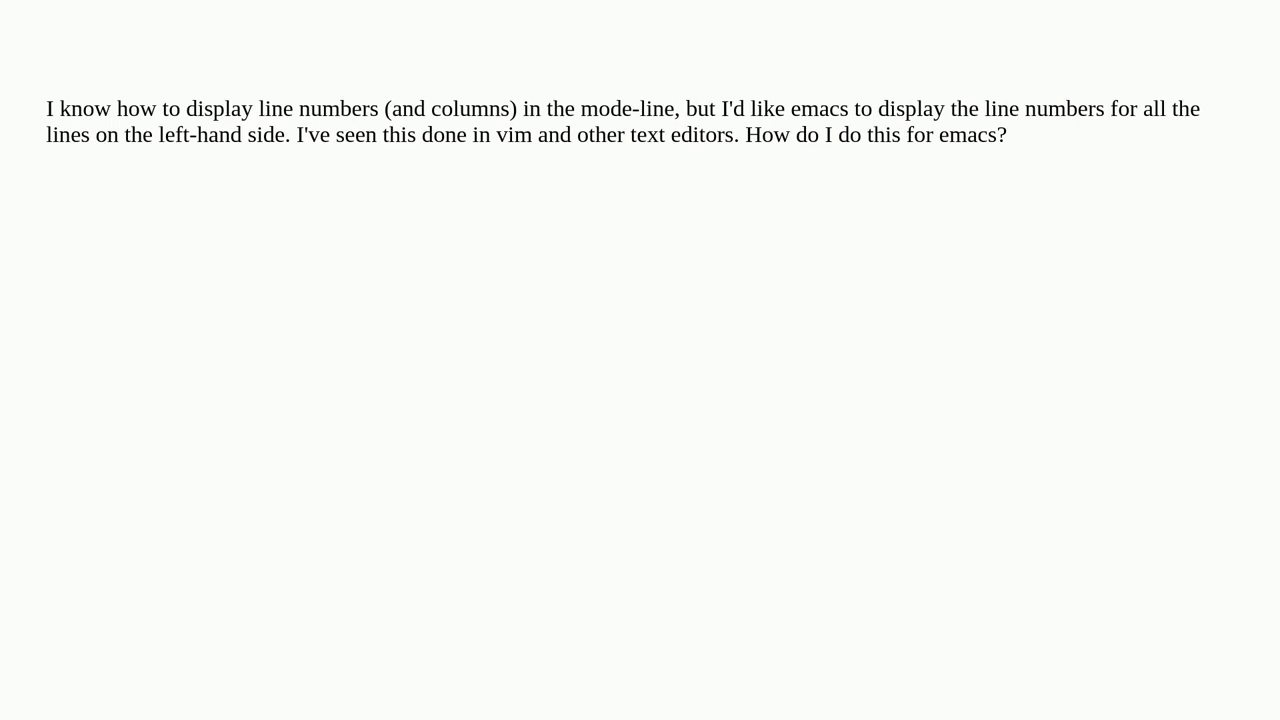 I know how to display line numbers (and columns) in the mode-line, but I'd like emacs to display the line numbers for all the
lines on the left-hand side. I've seen this done in vim and other text editors. How do I do this for emacs?